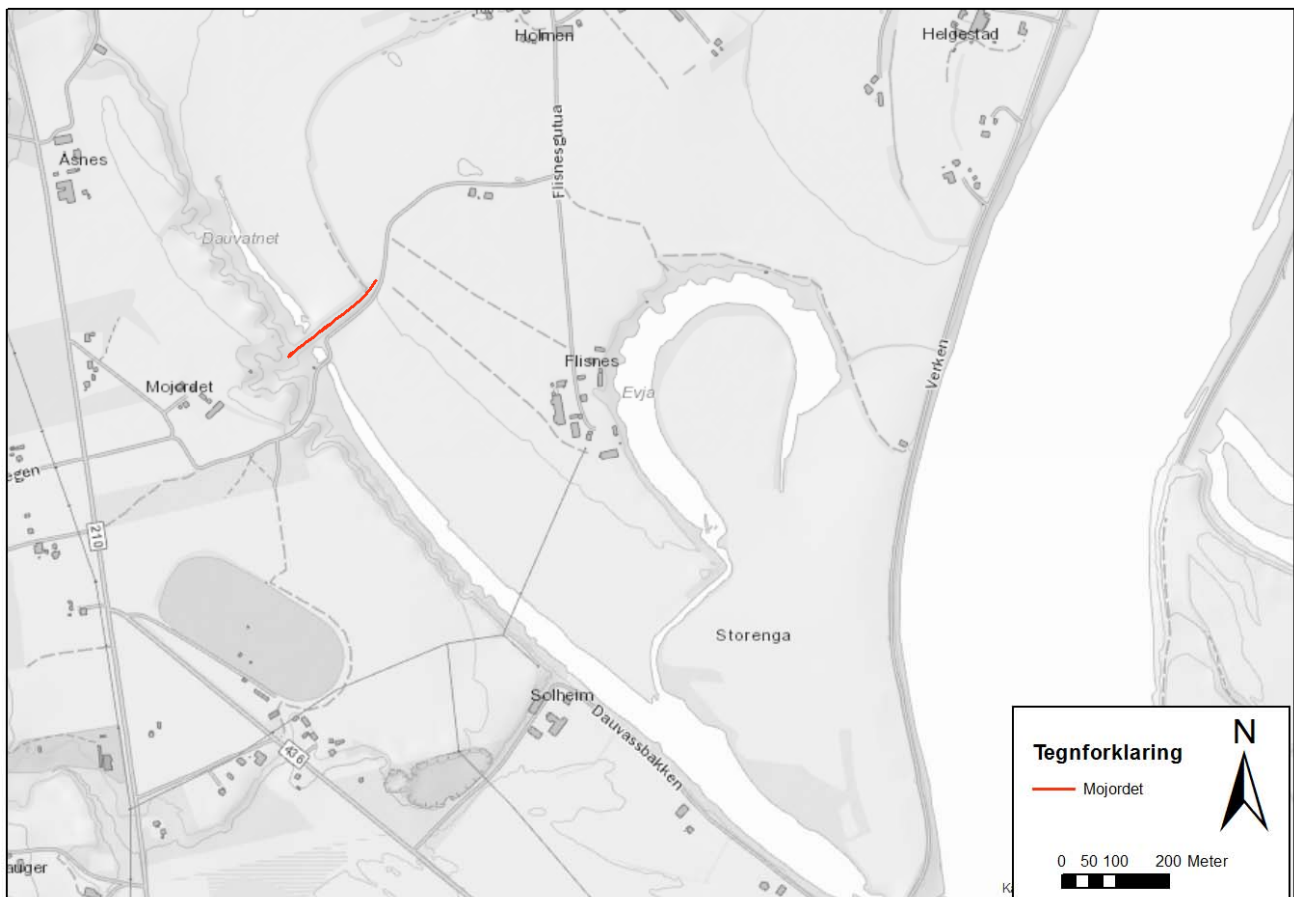 Holmen
Helgestad
Åsnes
Flisnesgutua
Dauvatnet
Verken
Flisnes
Mojordet
Evja
egen
210
Storenga
Solheim
Dauvassbakken
436
auger
N
Tegnforklaring
Mojordet
0 50 100 200 Meter